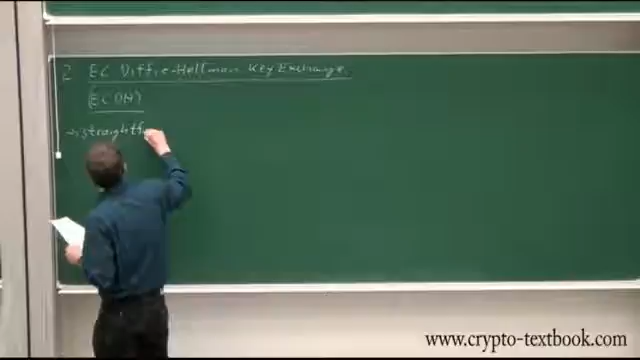 2 EC Diffie-Hellman Key Exchange
(ECDH)
→ straightf
www.crypto-textbook.com